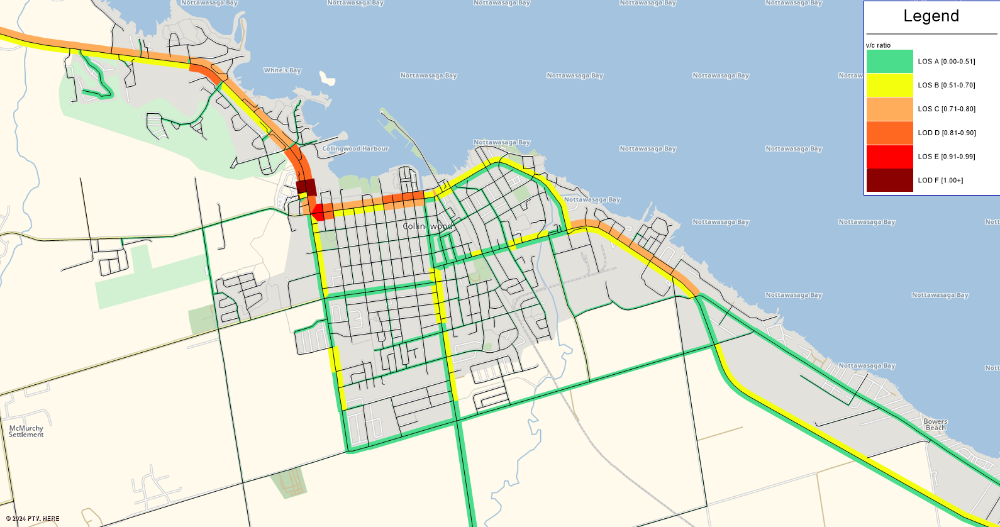 Nottawasaga Bay
Nottawasaga Bay
Nottawasaga Bay
Nottawasaga Bay
Nottawasaga Bay
Legend
v/c ratio
LOS A [0.00-0.51]
LOS B [0.51-0.70]
LOS C [0.71-0.80]
LOD D [0.81-0.90]
LOS E [0.91-0.99]
LOD F [1.00+]
White's Bay
Nottawasaga Bay
Nottawasaga Bay
Nottawasaga Bay
Nottawa
Collingwood Harbour
Nottawasaga Bay
Nottawasaga Bay
Nottawasaga Bay
Nottawasaga Bay
Collingwood
Nottawasaga Bay
Nottawasaga Bay
Nottawasaga Bay
Nott
Nottawasaga Bay
Nottawasaga Bay
Nottawasaga Bay
Nott
McMurchy
Settlement
Bowers
Beach
© 2024 PTV, HERE